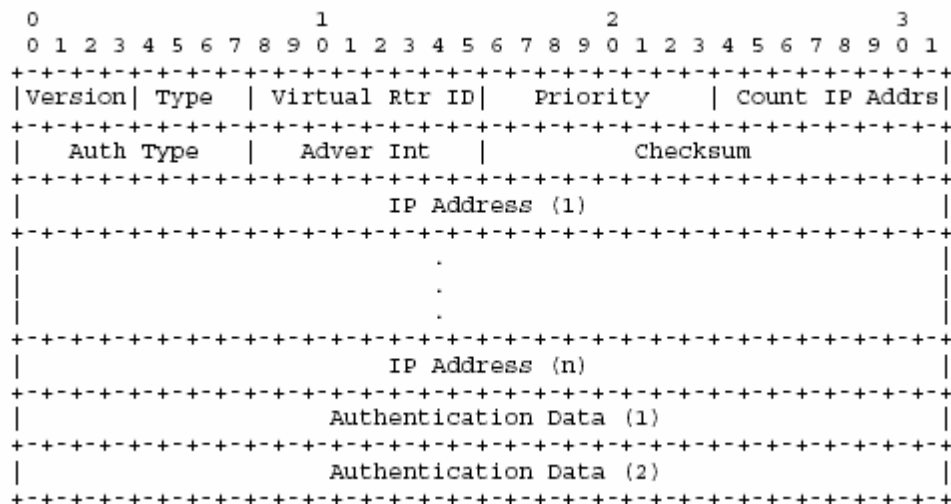 0                   1                   2                   3
 0 1 2 3 4 5 6 7 8 9 0 1 2 3 4 5 6 7 8 9 0 1 2 3 4 5 6 7 8 9 0 1
+-+-+-+-+-+-+-+-+-+-+-+-+-+-+-+-+-+-+-+-+-+-+-+-+-+-+-+-+-+-+-+-+
|Version| Type  | Virtual Rtr ID|   Priority    | Count IP Addrs|
+-+-+-+-+-+-+-+-+-+-+-+-+-+-+-+-+-+-+-+-+-+-+-+-+-+-+-+-+-+-+-+-+
|   Auth Type   |   Adver Int   |          Checksum             |
+-+-+-+-+-+-+-+-+-+-+-+-+-+-+-+-+-+-+-+-+-+-+-+-+-+-+-+-+-+-+-+-+
|                         IP Address (1)                        |
+-+-+-+-+-+-+-+-+-+-+-+-+-+-+-+-+-+-+-+-+-+-+-+-+-+-+-+-+-+-+-+-+
|                            .                                  |
|                            .                                  |
|                            .                                  |
+-+-+-+-+-+-+-+-+-+-+-+-+-+-+-+-+-+-+-+-+-+-+-+-+-+-+-+-+-+-+-+-+
|                         IP Address (n)                        |
+-+-+-+-+-+-+-+-+-+-+-+-+-+-+-+-+-+-+-+-+-+-+-+-+-+-+-+-+-+-+-+-+
|                     Authentication Data (1)                   |
+-+-+-+-+-+-+-+-+-+-+-+-+-+-+-+-+-+-+-+-+-+-+-+-+-+-+-+-+-+-+-+-+
|                     Authentication Data (2)                   |
+-+-+-+-+-+-+-+-+-+-+-+-+-+-+-+-+-+-+-+-+-+-+-+-+-+-+-+-+-+-+-+-+